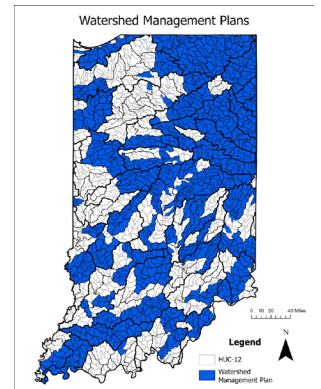 Watershed Management Plans
0 10 20 40 Miles
N
Legend
HUC-12
Watershed
Management Plan